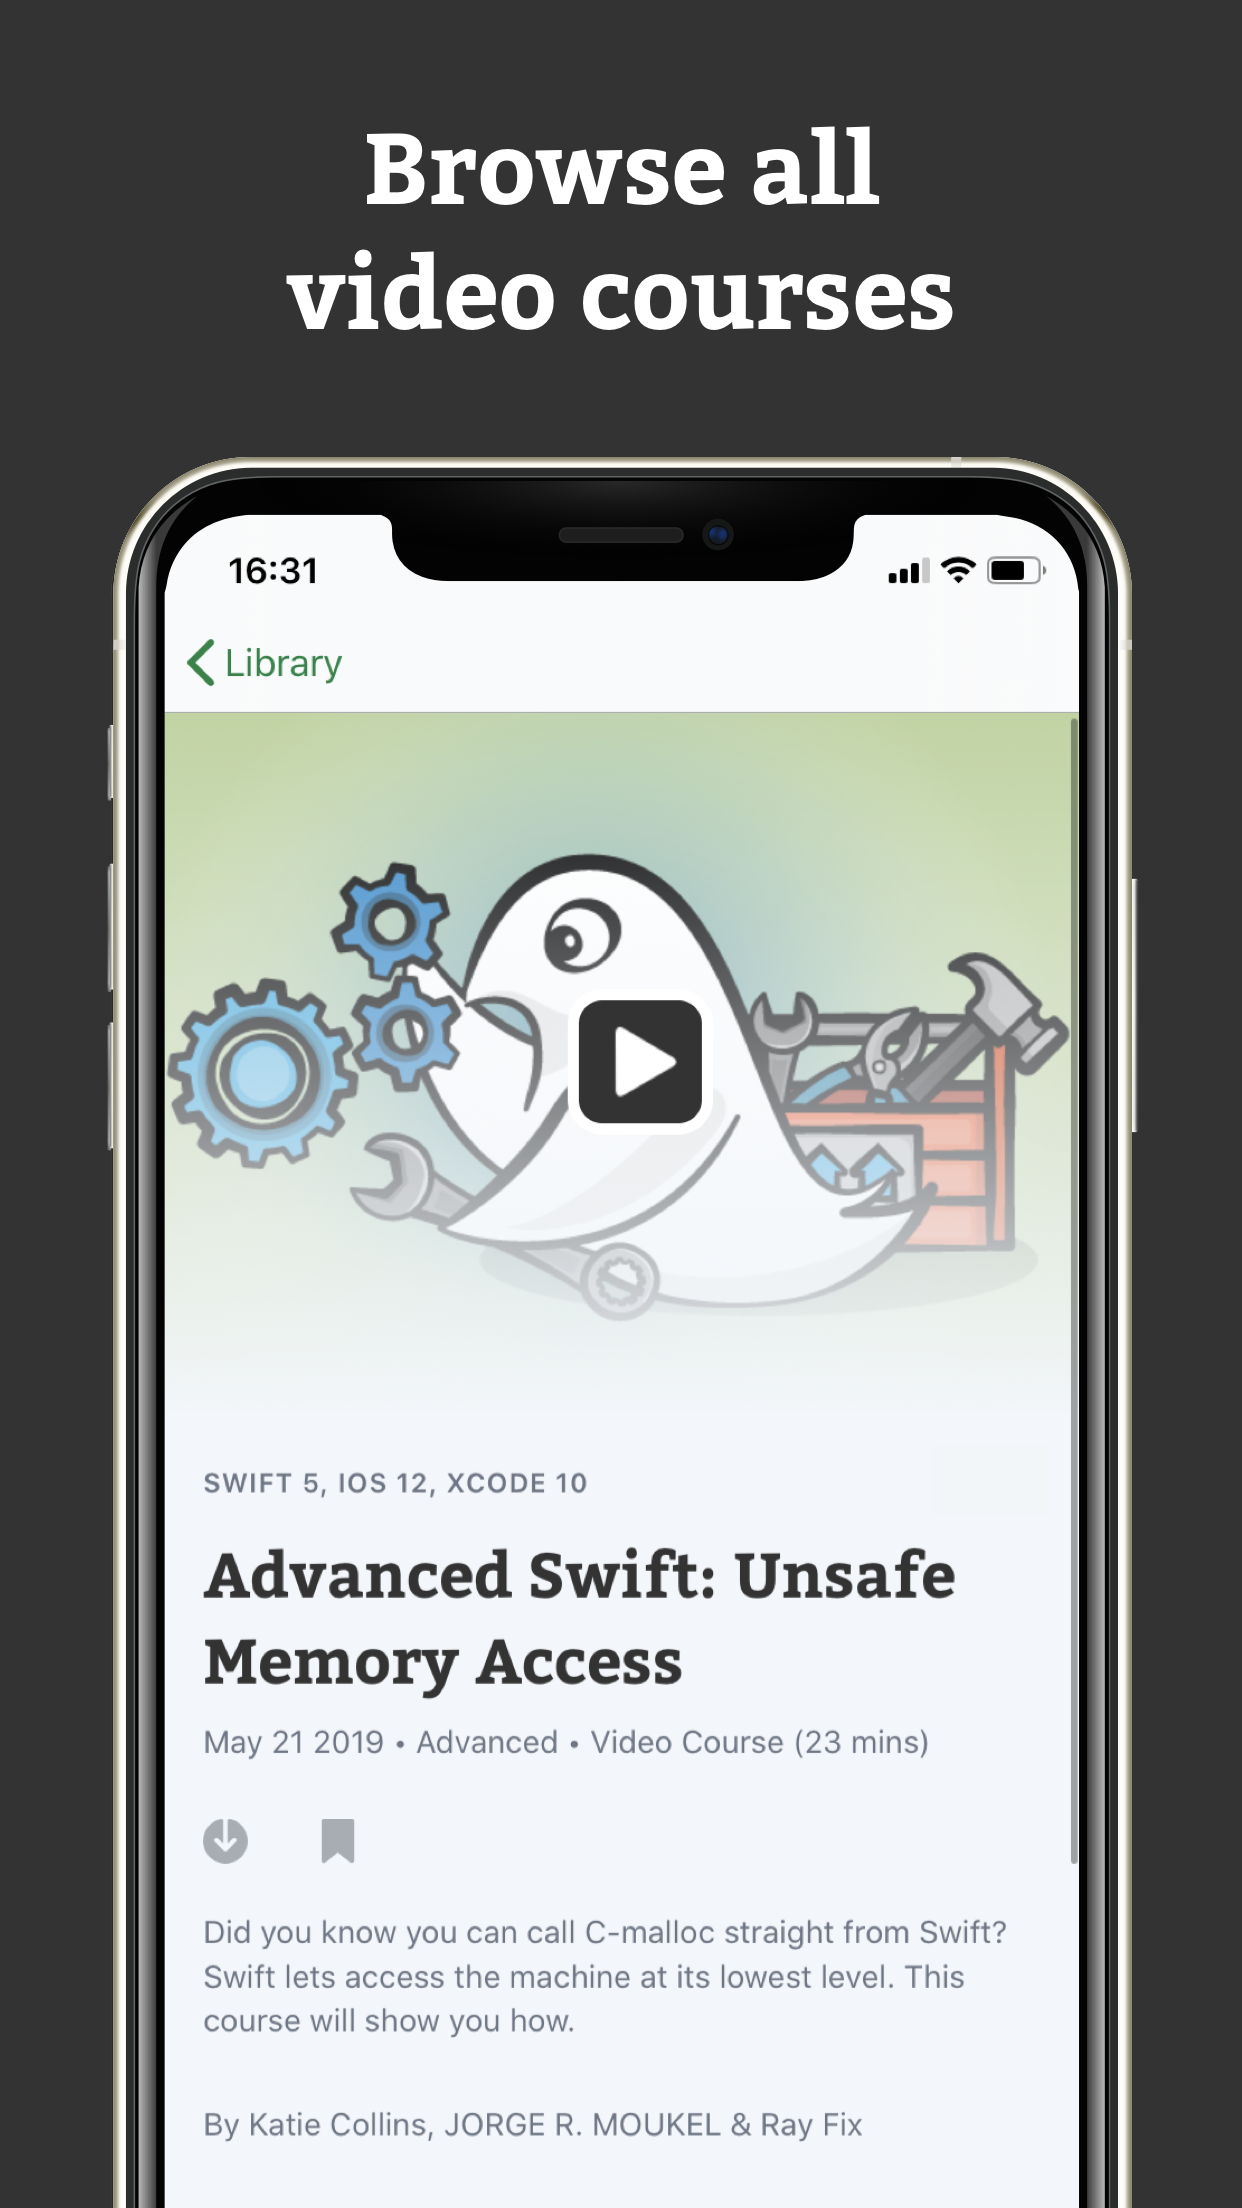 Browse all
video courses
16:31
Library
SWIFT 5, IOS 12, XCODE 10
Advanced Swift: Unsafe
Memory Access
May 21 2019 • Advanced • Video Course (23 mins)
Did you know you can call C-malloc straight from Swift?
Swift lets access the machine at its lowest level. This
course will show you how.
By Katie Collins, JORGE R. MOUKEL & Ray Fix